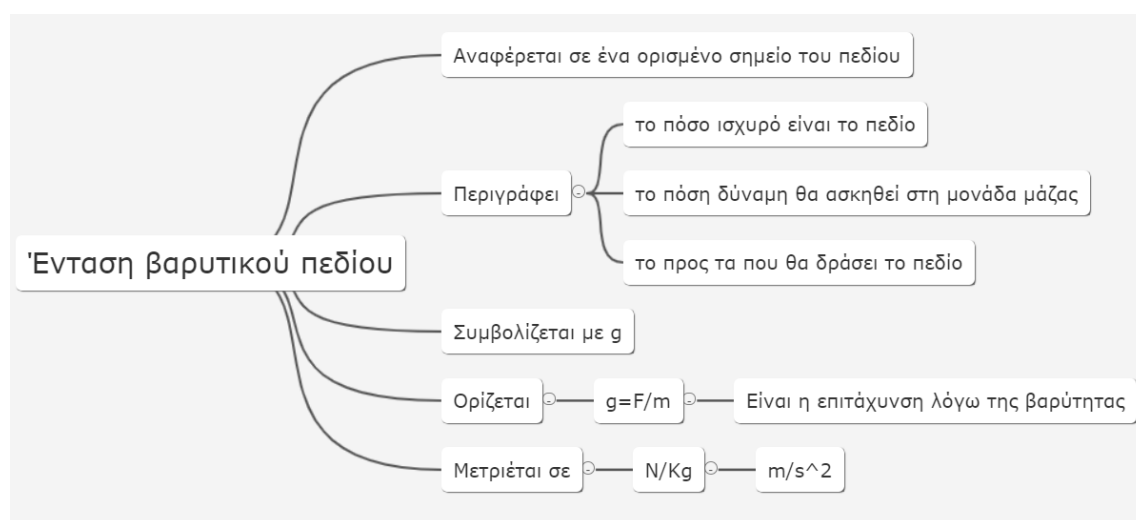 Αναφέρεται σε ένα ορισμένο σημείο του πεδίου
το πόσο ισχυρό είναι το πεδίο
Περιγράφει
το πόση δύναμη θα ασκηθεί στη μονάδα μάζας
το προς τα που θα δράσει το πεδίο
Ένταση βαρυτικού πεδίου
Συμβολίζεται με g
Ορίζεται
g=F/m
Είναι η επιτάχυνση λόγω της βαρύτητας
Μετριέται σε
N/Kg
m/s^2